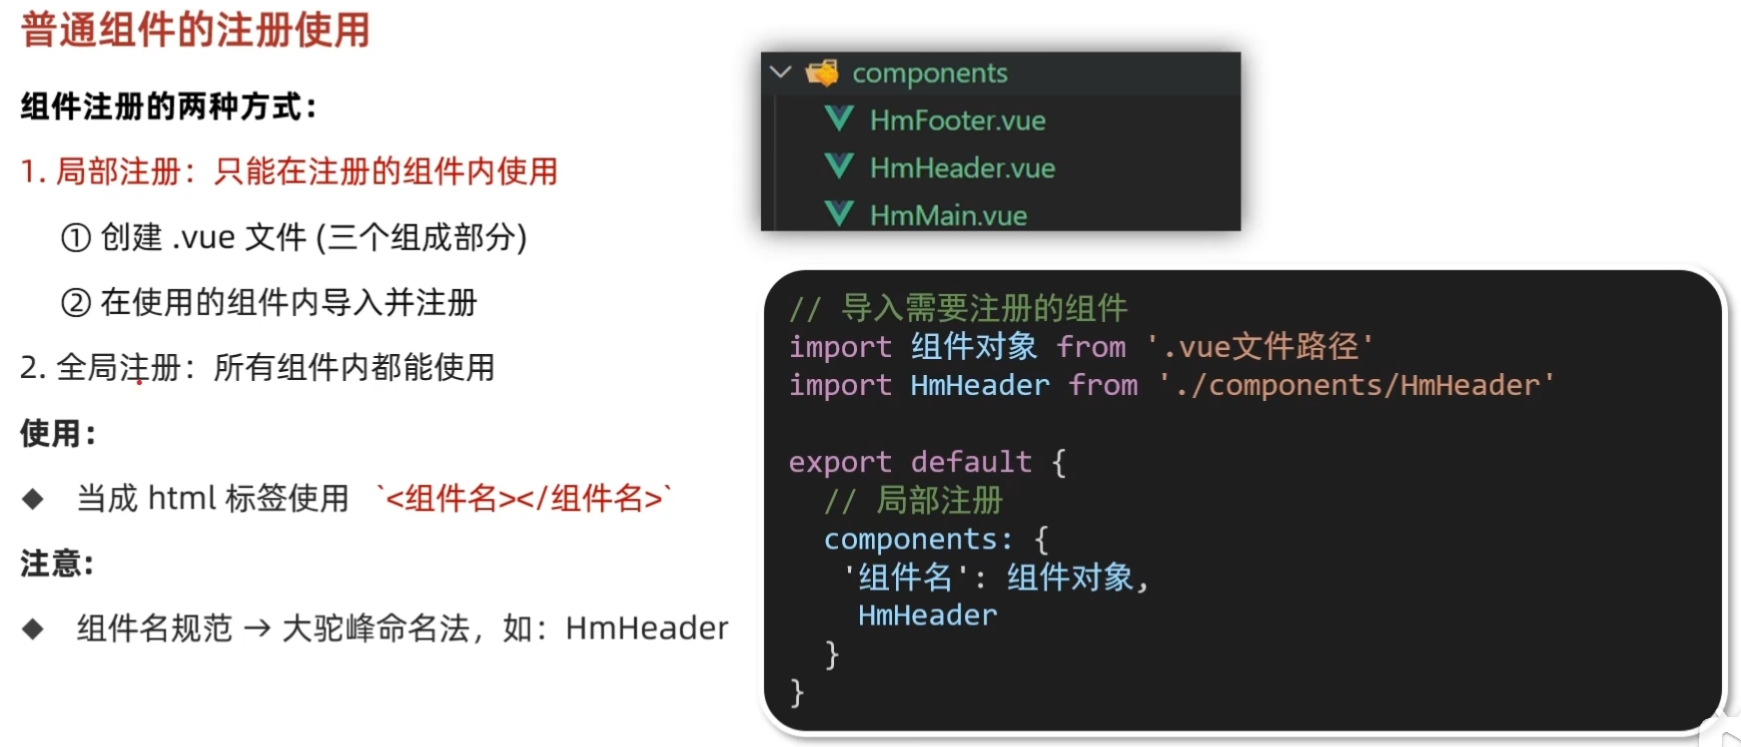 普通组件的注册使用
组件注册的两种方式：
1. 局部注册：只能在注册的组件内使用
① 创建 .vue 文件 (三个组成部分)
② 在使用的组件内导入并注册
2. 全局注册：所有组件内都能使用
使用：
◆ 当成 html 标签使用 `<组件名></组件名>`
注意：
◆ 组件名规范 → 大驼峰命名法，如：HmHeader
components
HmFooter.vue
HmHeader.vue
HmMain.vue
// 导入需要注册的组件
import 组件对象 from '.vue文件路径'
import HmHeader from './components/HmHeader'
export default {
// 局部注册
components: {
'组件名': 组件对象,
HmHeader
}
}